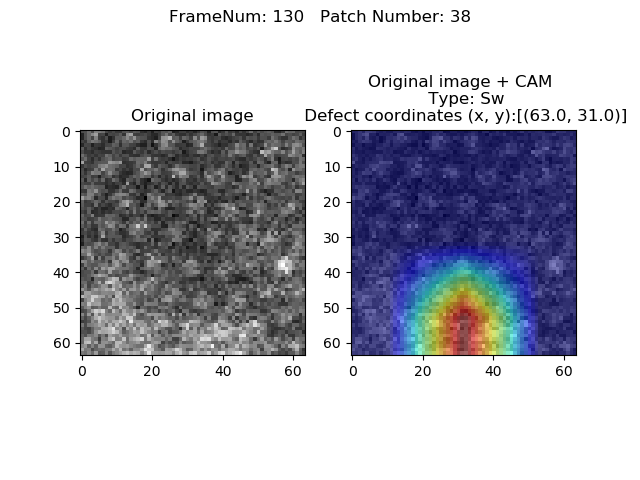 FrameNum: 130   Patch Number: 38
Original image
Original image + CAM
Type: Sw
Defect coordinates (x, y):[(63.0, 31.0)]
0
10
20
30
40
50
60
0 20 40 60
0
10
20
30
40
50
60
0 20 40 60